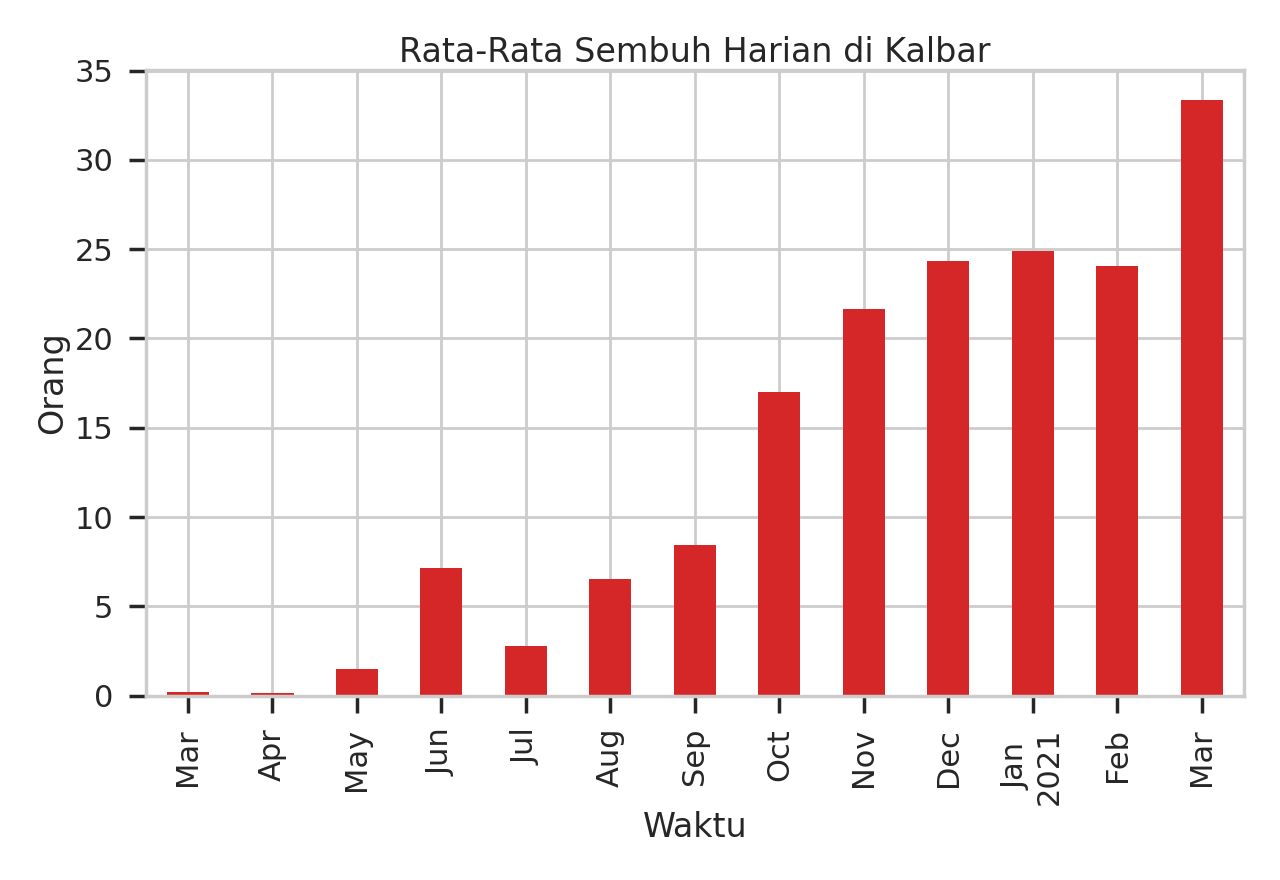 Rata-Rata Sembuh Harian di Kalbar
35
30
25
20
15
10
5
0
Orang
Mar
Apr
May
Jun
Jul
Aug
Sep
Oct
Nov
Dec
Jan
2021
Feb
Mar
Waktu